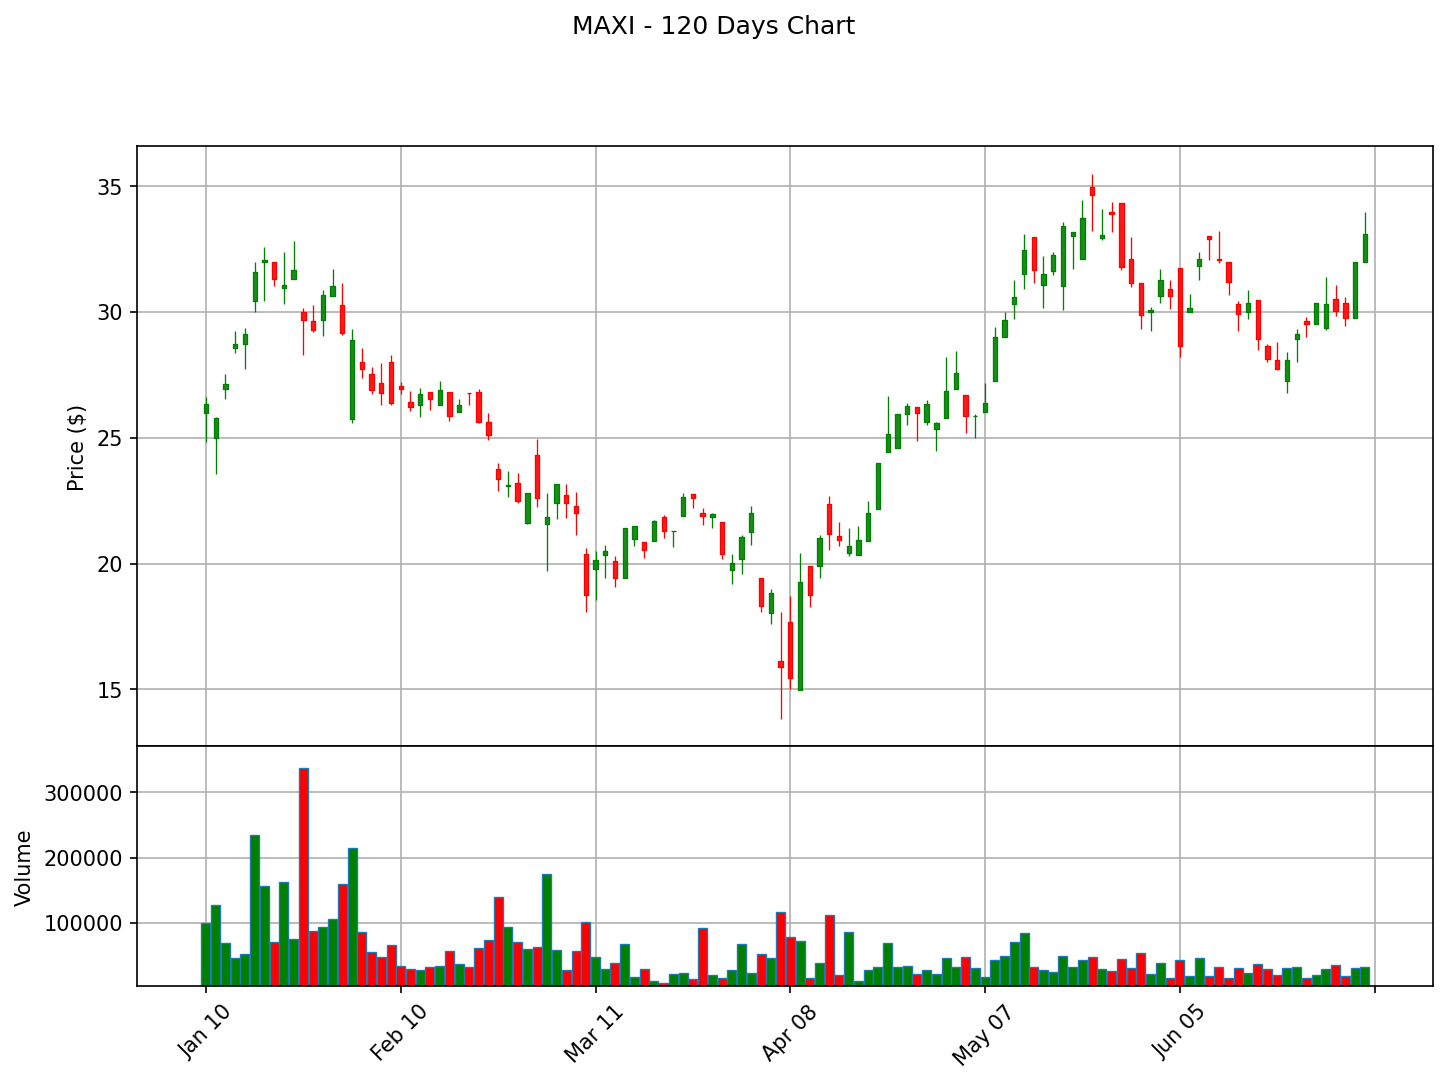 MAXI - 120 Days Chart
Price ($)
35
30
25
20
15
Volume
300000
200000
100000
Jan 10
Feb 10
Mar 11
Apr 08
May 07
Jun 05